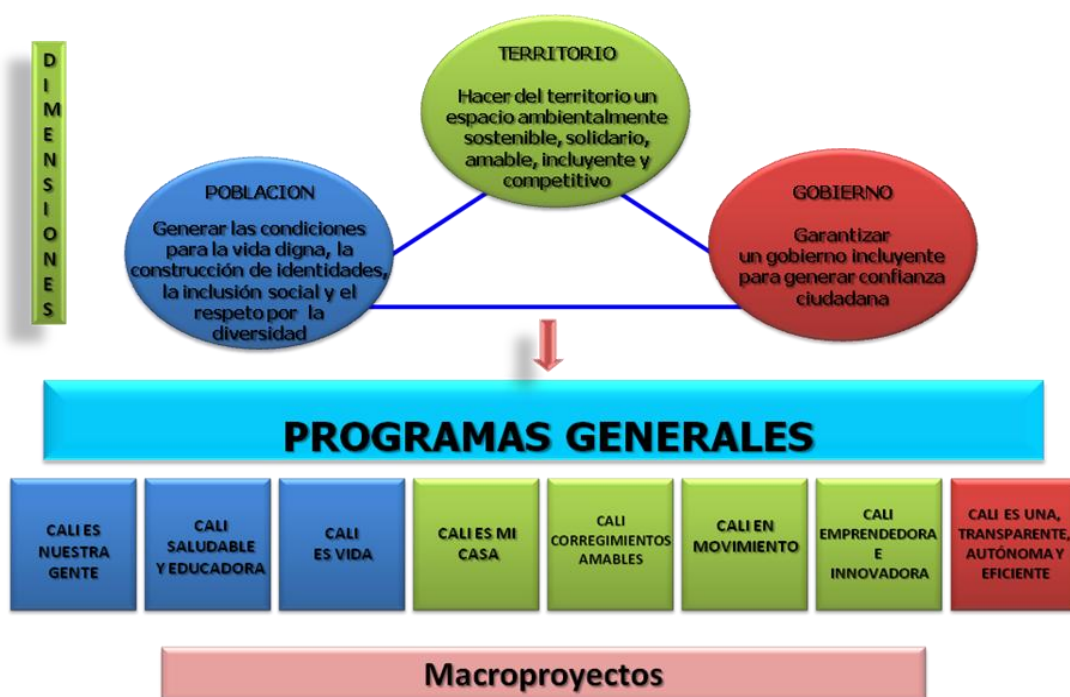 DIMENSIONES
TERRITORIO
Hacer del territorio un
espacio ambientalmente
sostenible, solidario,
amable, incluyente y
competitivo
POBLACION
Generar las condiciones
para la vida digna, la
construcción de identidades,
la inclusión social y el
respeto por la
diversidad
GOBIERNO
Garantizar
un gobierno incluyente
para generar confianza
ciudadana
PROGRAMAS GENERALES
CALI ES
NUESTRA
GENTE
CALI
SALUDABLE
Y EDUCADORA
CALI
ES VIDA
CALI ES MI
CASA
CALI
CORREGIMIENTOS
AMABLES
CALI EN
MOVIMIENTO
CALI
EMPRENDEDORA
E
INNOVADORA
CALI ES UNA,
TRANSPARENTE,
AUTÓNOMA Y
EFICIENTE
Macroproyectos